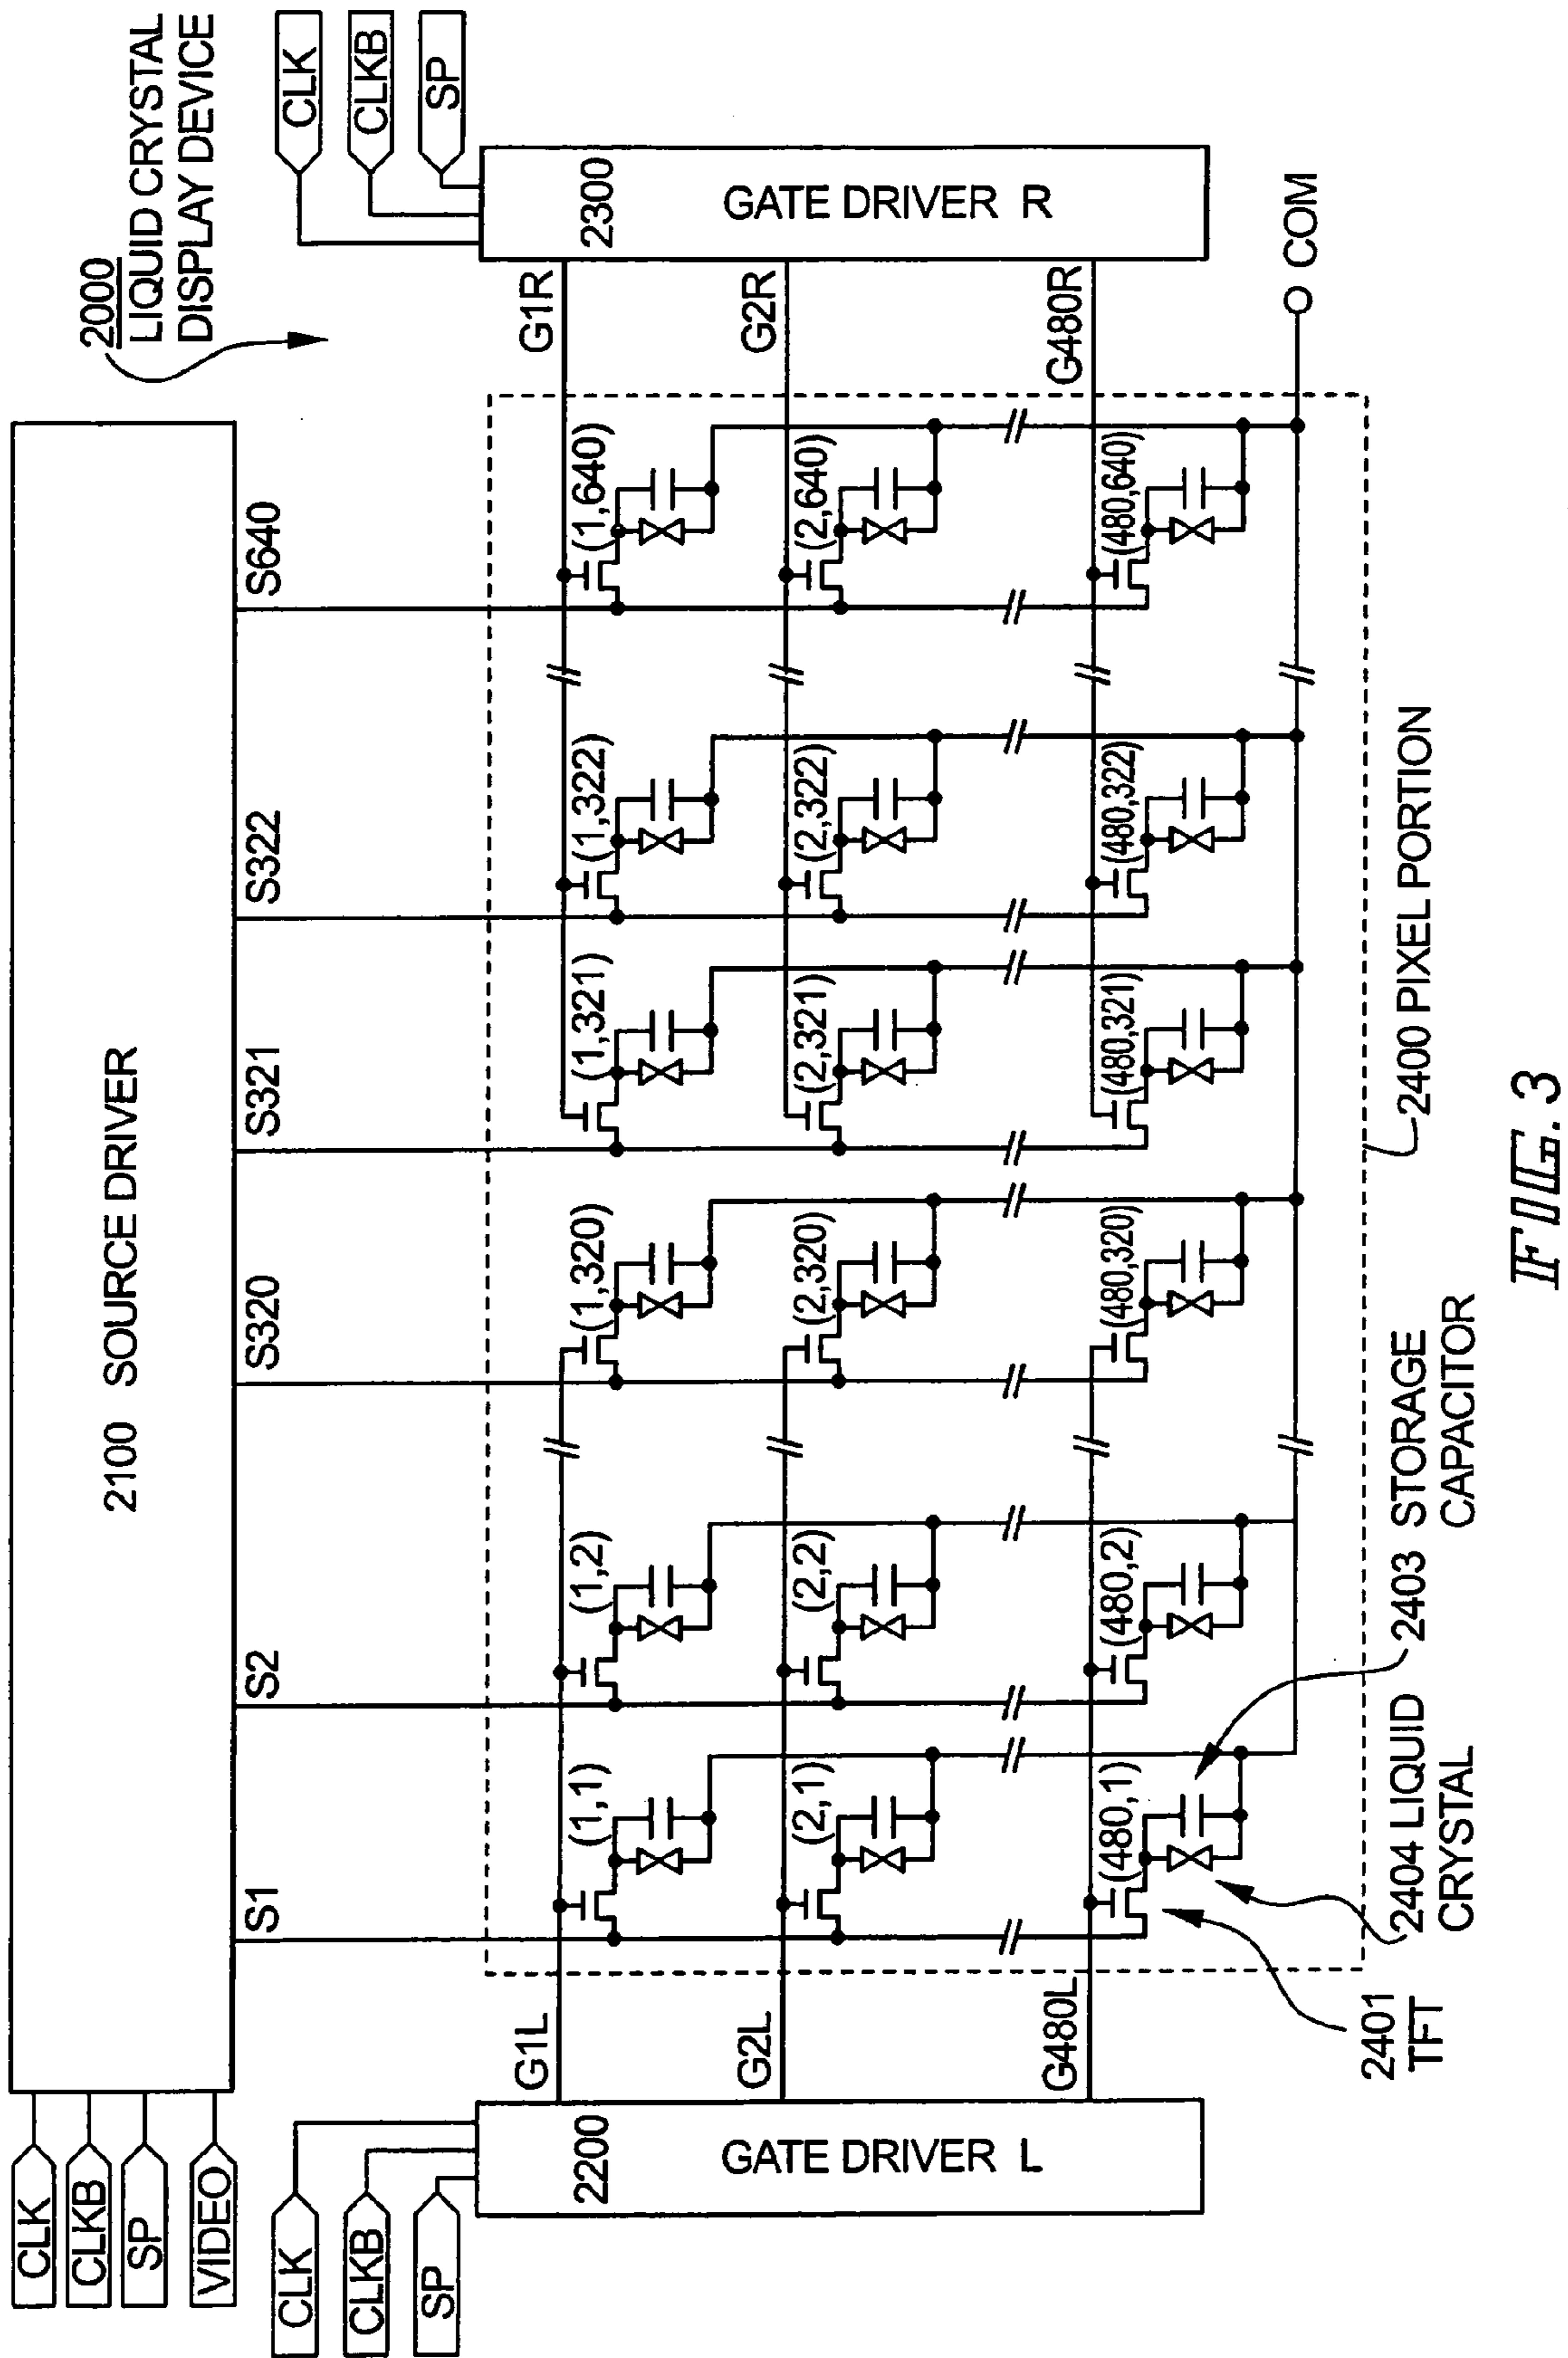 2000
LIQUID CRYSTAL
DISPLAY DEVICE
CLK
CLKB
SP
VIDEO
2100 SOURCE DRIVER
CLK
CLKB
SP
CLK
CLKB
SP
S1
S2
S320
S321
S322
S640
2200
GATE DRIVER L
2300
GATE DRIVER R
G1L
G1R
(1,1)
(1,2)
(1,320)
(1,321)
(1,322)
(1,640)
G2L
G2R
(2,1)
(2,2)
(2,320)
(2,321)
(2,322)
(2,640)
G480L
G480R
(480,1)
(480,2)
(480,320)
(480,321)
(480,322)
(480,640)
COM
2401
TFT
2404 LIQUID
CRYSTAL
2403 STORAGE
CAPACITOR
2400 PIXEL PORTION
FIG. 3